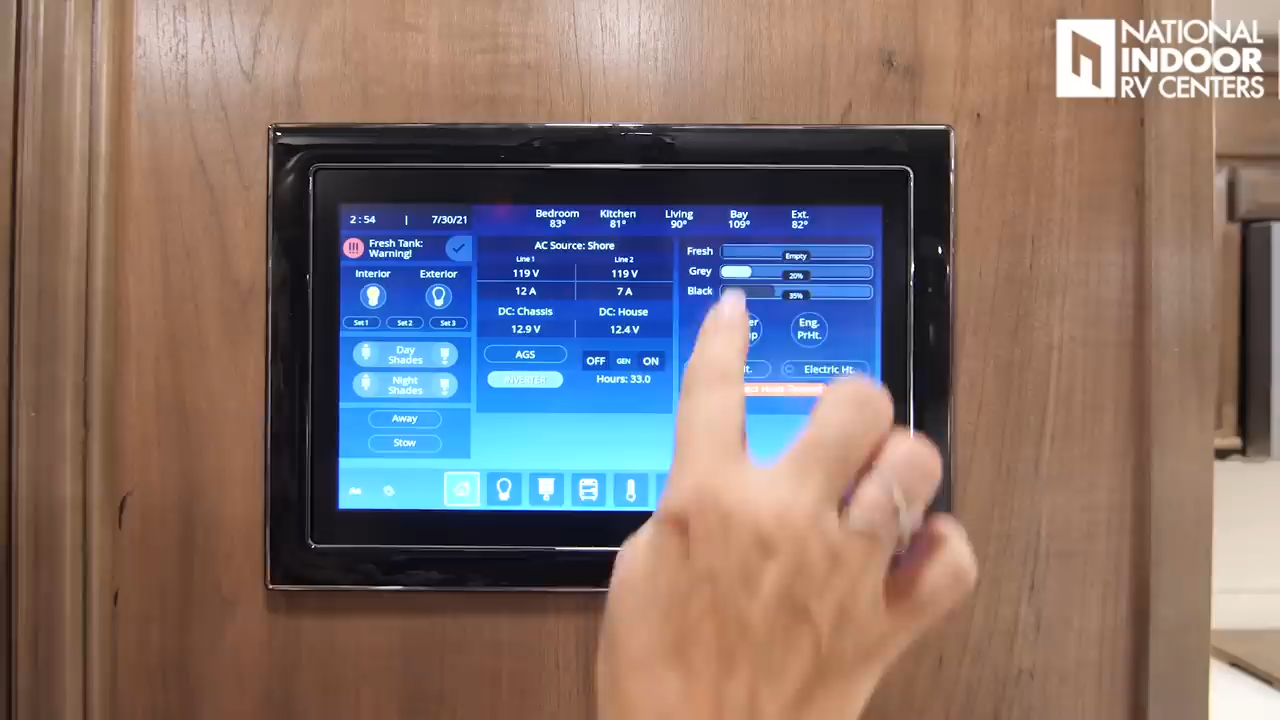 NATIONAL
INDOOR
RV CENTERS
2:54 | 7/30/21
Bedroom Kitchen Living Bay Ext.
83° 81° 90° 109° 82°
Fresh Tank:
Warning!
Interior Exterior
Set 1 Set 2 Set 3
Day
Shades
Night
Shades
Away
Stow
AC Source: Shore
Line 1 Line 2
119 V 119 V
12 A 7 A
DC: Chassis DC: House
12.9 V 12.4 V
AGS OFF GEN ON
INVERTER Hours: 33.0
Fresh Empty
Grey 20%
Black 35%
Eng.
PrHt.
Electric Ht.